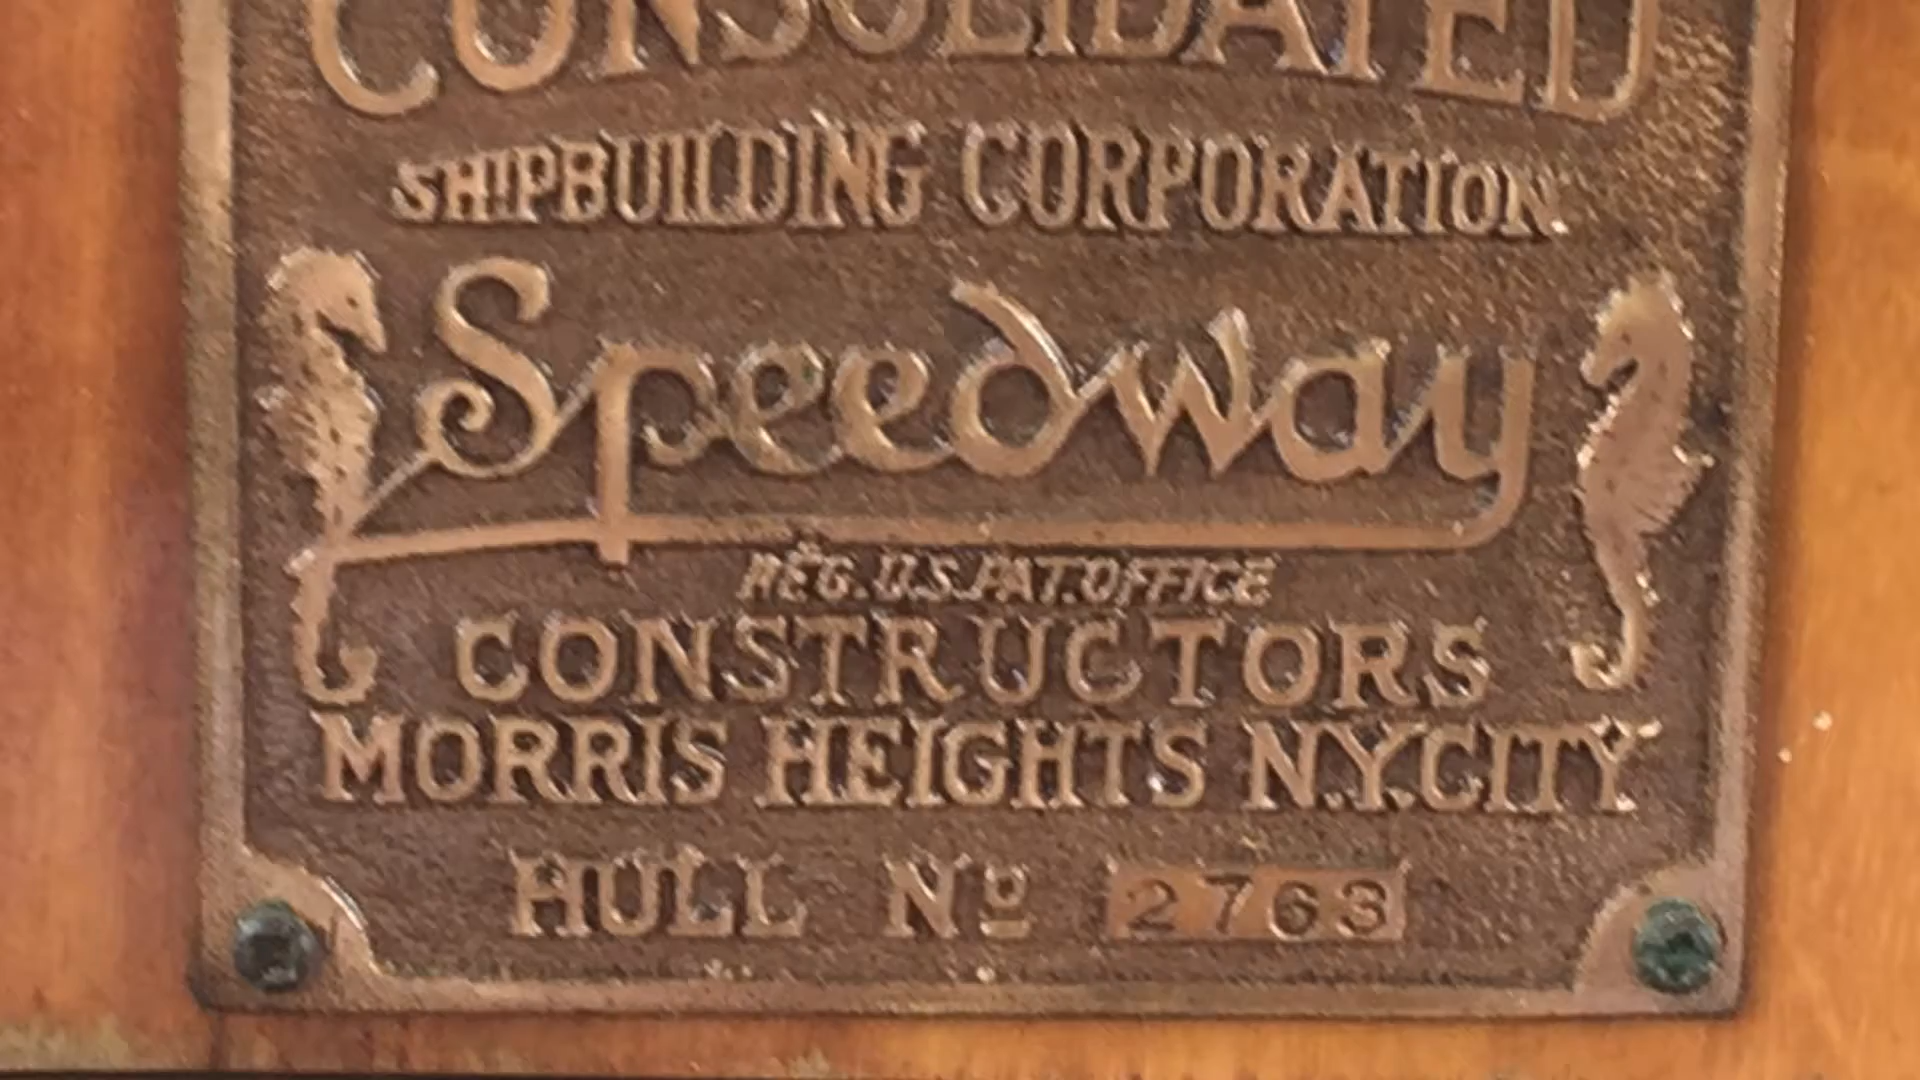 CONSOLIDATED
SHIPBUILDING CORPORATION
Speedway
REG. U.S. PAT. OFFICE
CONSTRUCTORS
MORRIS HEIGHTS N.Y.CITY
HULL Nº 2763